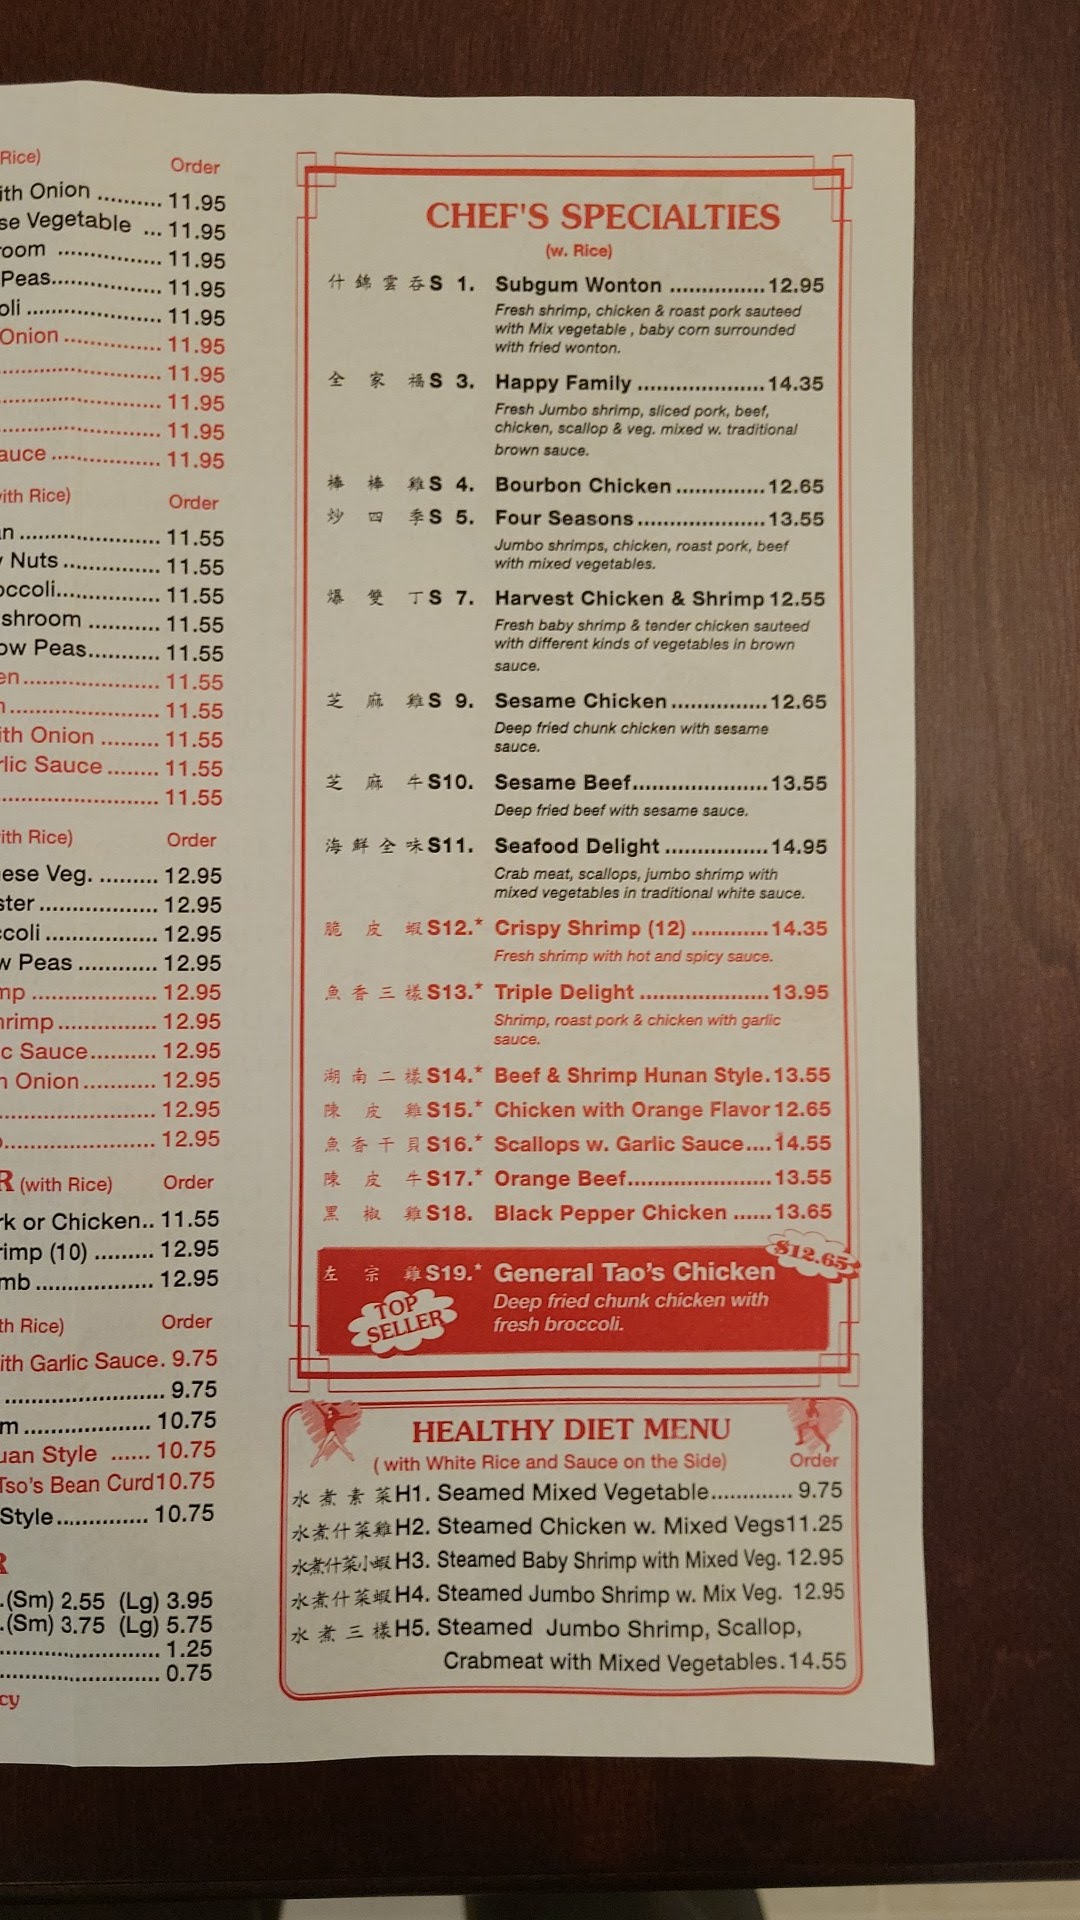 Rice)
Order
ith Onion .......... 11.95
se Vegetable ... 11.95
room ................. 11.95
Peas.................. 11.95
oli ...................... 11.95
Onion ................ 11.95
........................... 11.95
........................... 11.95
........................... 11.95
auce .................. 11.95
with Rice)
Order
n ....................... 11.55
Nuts ............... 11.55
occoli................. 11.55
shroom ........... 11.55
ow Peas........... 11.55
en...................... 11.55
........................ 11.55
ith Onion ......... 11.55
rlic Sauce ........ 11.55
........................... 11.55
ith Rice)
Order
ese Veg. ......... 12.95
ster .................. 12.95
ccoli ................. 12.95
w Peas ............ 12.95
mp ................... 12.95
hrimp ............... 12.95
c Sauce.......... 12.95
n Onion ........... 12.95
....................... 12.95
....................... 12.95
R (with Rice)
Order
rk or Chicken.. 11.55
rimp (10) ......... 12.95
mb .................. 12.95
th Rice)
Order
ith Garlic Sauce. 9.75
........................ 9.75
m ................... 10.75
uan Style ...... 10.75
Tso's Bean Curd10.75
Style.............. 10.75
R
.(Sm) 2.55 (Lg) 3.95
.(Sm) 3.75 (Lg) 5.75
........................... 1.25
........................... 0.75
cy
CHEF'S SPECIALTIES
(w. Rice)
什錦雲吞 S 1. Subgum Wonton ............... 12.95
Fresh shrimp, chicken & roast pork sauteed
with Mix vegetable , baby corn surrounded
with fried wonton.
全家福 S 3. Happy Family .................... 14.35
Fresh Jumbo shrimp, sliced pork, beef,
chicken, scallop & veg. mixed w. traditional
brown sauce.
棒棒雞 S 4. Bourbon Chicken .............. 12.65
炒四季 S 5. Four Seasons .................... 13.55
Jumbo shrimps, chicken, roast pork, beef
with mixed vegetables.
爆雙丁 S 7. Harvest Chicken & Shrimp 12.55
Fresh baby shrimp & tender chicken sauteed
with different kinds of vegetables in brown
sauce.
芝麻雞 S 9. Sesame Chicken ............... 12.65
Deep fried chunk chicken with sesame
sauce.
芝麻牛 S10. Sesame Beef..................... 13.55
Deep fried beef with sesame sauce.
海鮮全味 S11. Seafood Delight ................ 14.95
Crab meat, scallops, jumbo shrimp with
mixed vegetables in traditional white sauce.
脆皮蝦 S12.* Crispy Shrimp (12) ............ 14.35
Fresh shrimp with hot and spicy sauce.
魚香三樣 S13.* Triple Delight .................... 13.95
Shrimp, roast pork & chicken with garlic
sauce.
湖南二樣 S14.* Beef & Shrimp Hunan Style. 13.55
陳皮雞 S15.* Chicken with Orange Flavor 12.65
魚香干貝 S16.* Scallops w. Garlic Sauce.... 14.55
陳皮牛 S17.* Orange Beef....................... 13.55
黑椒雞 S18. Black Pepper Chicken ...... 13.65
$12.65
左宗雞 S19.* General Tao's Chicken
TOP
SELLER
Deep fried chunk chicken with
fresh broccoli.
HEALTHY DIET MENU
( with White Rice and Sauce on the Side)
Order
水煮素菜 H1. Seamed Mixed Vegetable............. 9.75
水煮什菜雞 H2. Steamed Chicken w. Mixed Vegs11.25
水煮什菜小蝦 H3. Steamed Baby Shrimp with Mixed Veg. 12.95
水煮什菜蝦 H4. Steamed Jumbo Shrimp w. Mix Veg. 12.95
水煮三樣 H5. Steamed Jumbo Shrimp, Scallop,
Crabmeat with Mixed Vegetables. 14.55